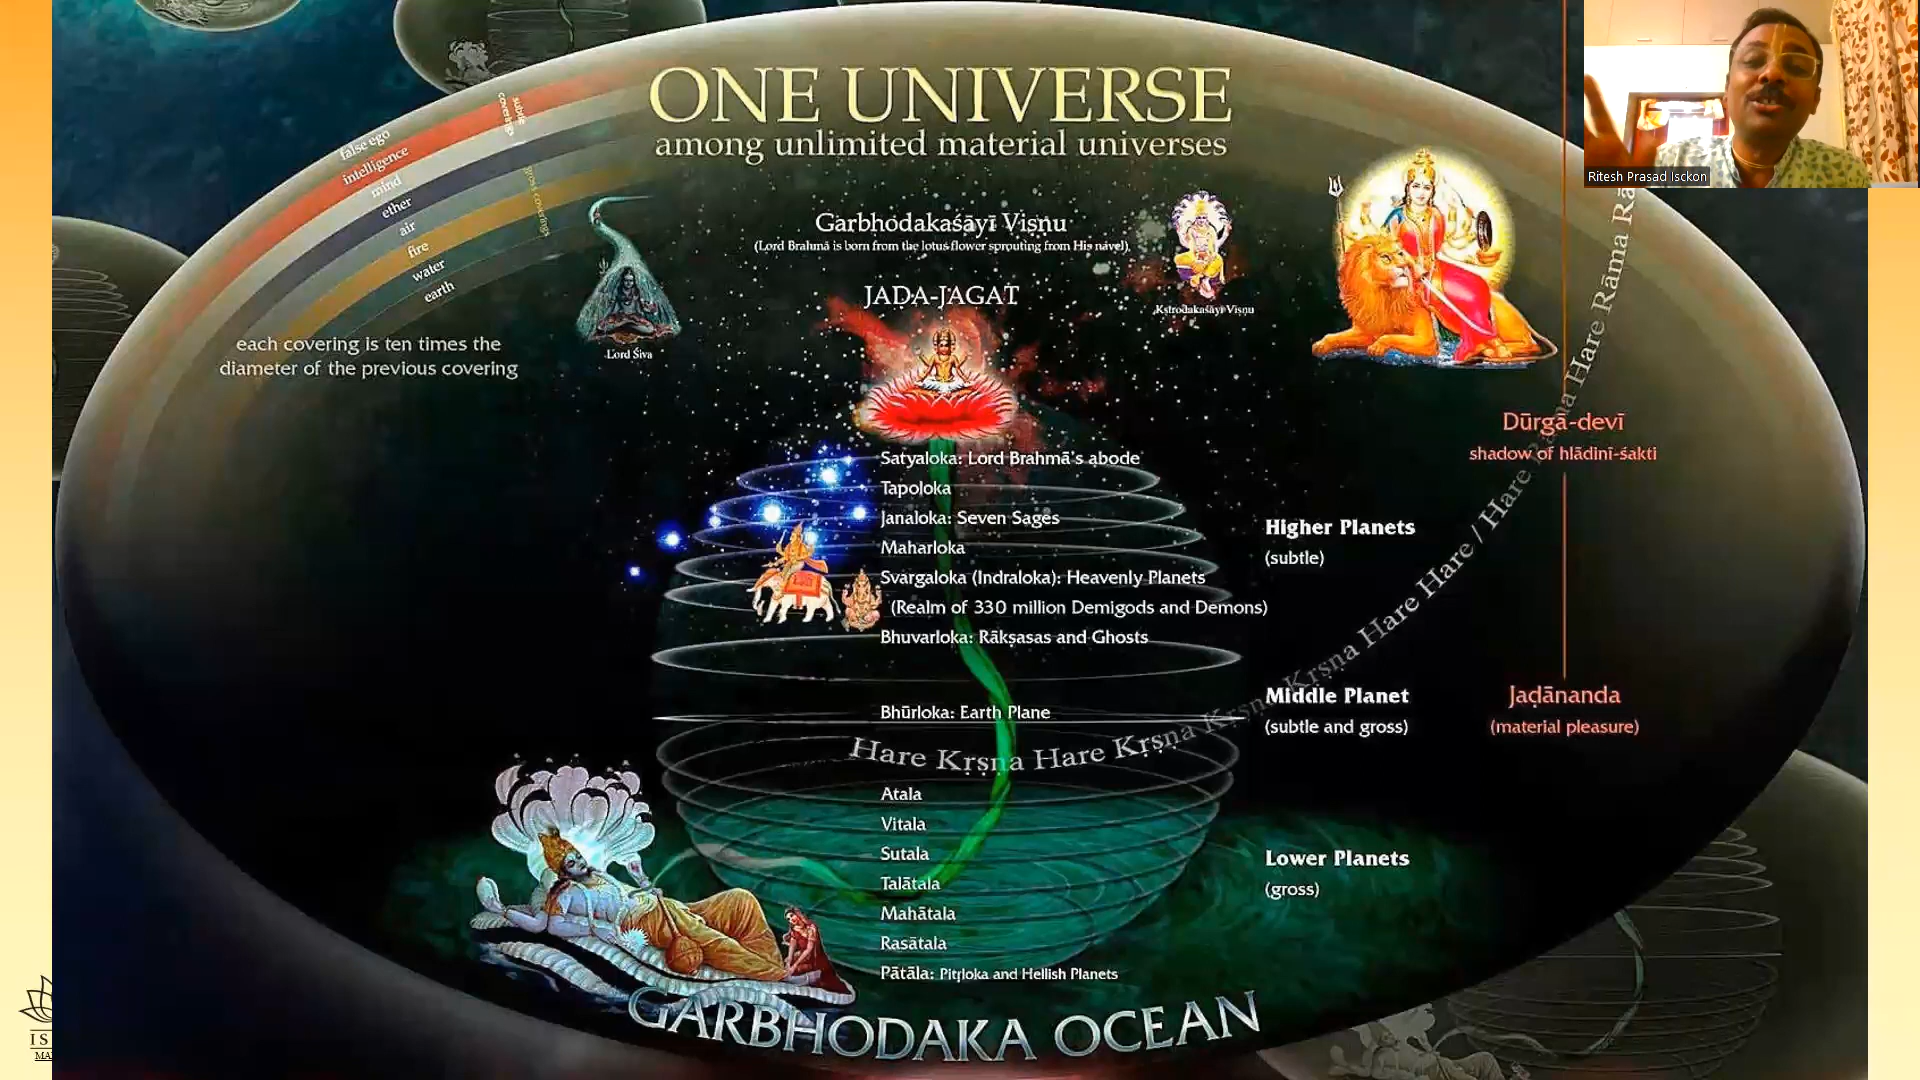 ONE UNIVERSE
among unlimited material universes
subtle
coverings
false ego
intelligence
mind
ether
air
fire
water
earth
gross coverings
each covering is ten times the
diameter of the previous covering
Garbhodakaśāyī Viṣṇu
(Lord Brahmā is born from the lotus flower sprouting from His navel)
JADA-JAGAT
Lord Śiva
Kṣīrodakaśāyī Viṣṇu
Ritesh Prasad Isckon
Dūrgā-devī
shadow of hlādinī-śakti
Satyaloka: Lord Brahmā's abode
Tapoloka
Janaloka: Seven Sages
Maharloka
Svargaloka (Indraloka): Heavenly Planets
(Realm of 330 million Demigods and Demons)
Bhuvarloka: Rākṣasas and Ghosts
Higher Planets
(subtle)
Bhūrloka: Earth Plane
Middle Planet
(subtle and gross)
Jaḍānanda
(material pleasure)
Hare Kṛṣṇa Hare Kṛṣṇa Kṛṣṇa Kṛṣṇa Hare Hare / Hare Rāma Hare Rāma
Atala
Vitala
Sutala
Talātala
Mahātala
Rasātala
Pātāla: Pitṛloka and Hellish Planets
Lower Planets
(gross)
GARBHODAKA OCEAN